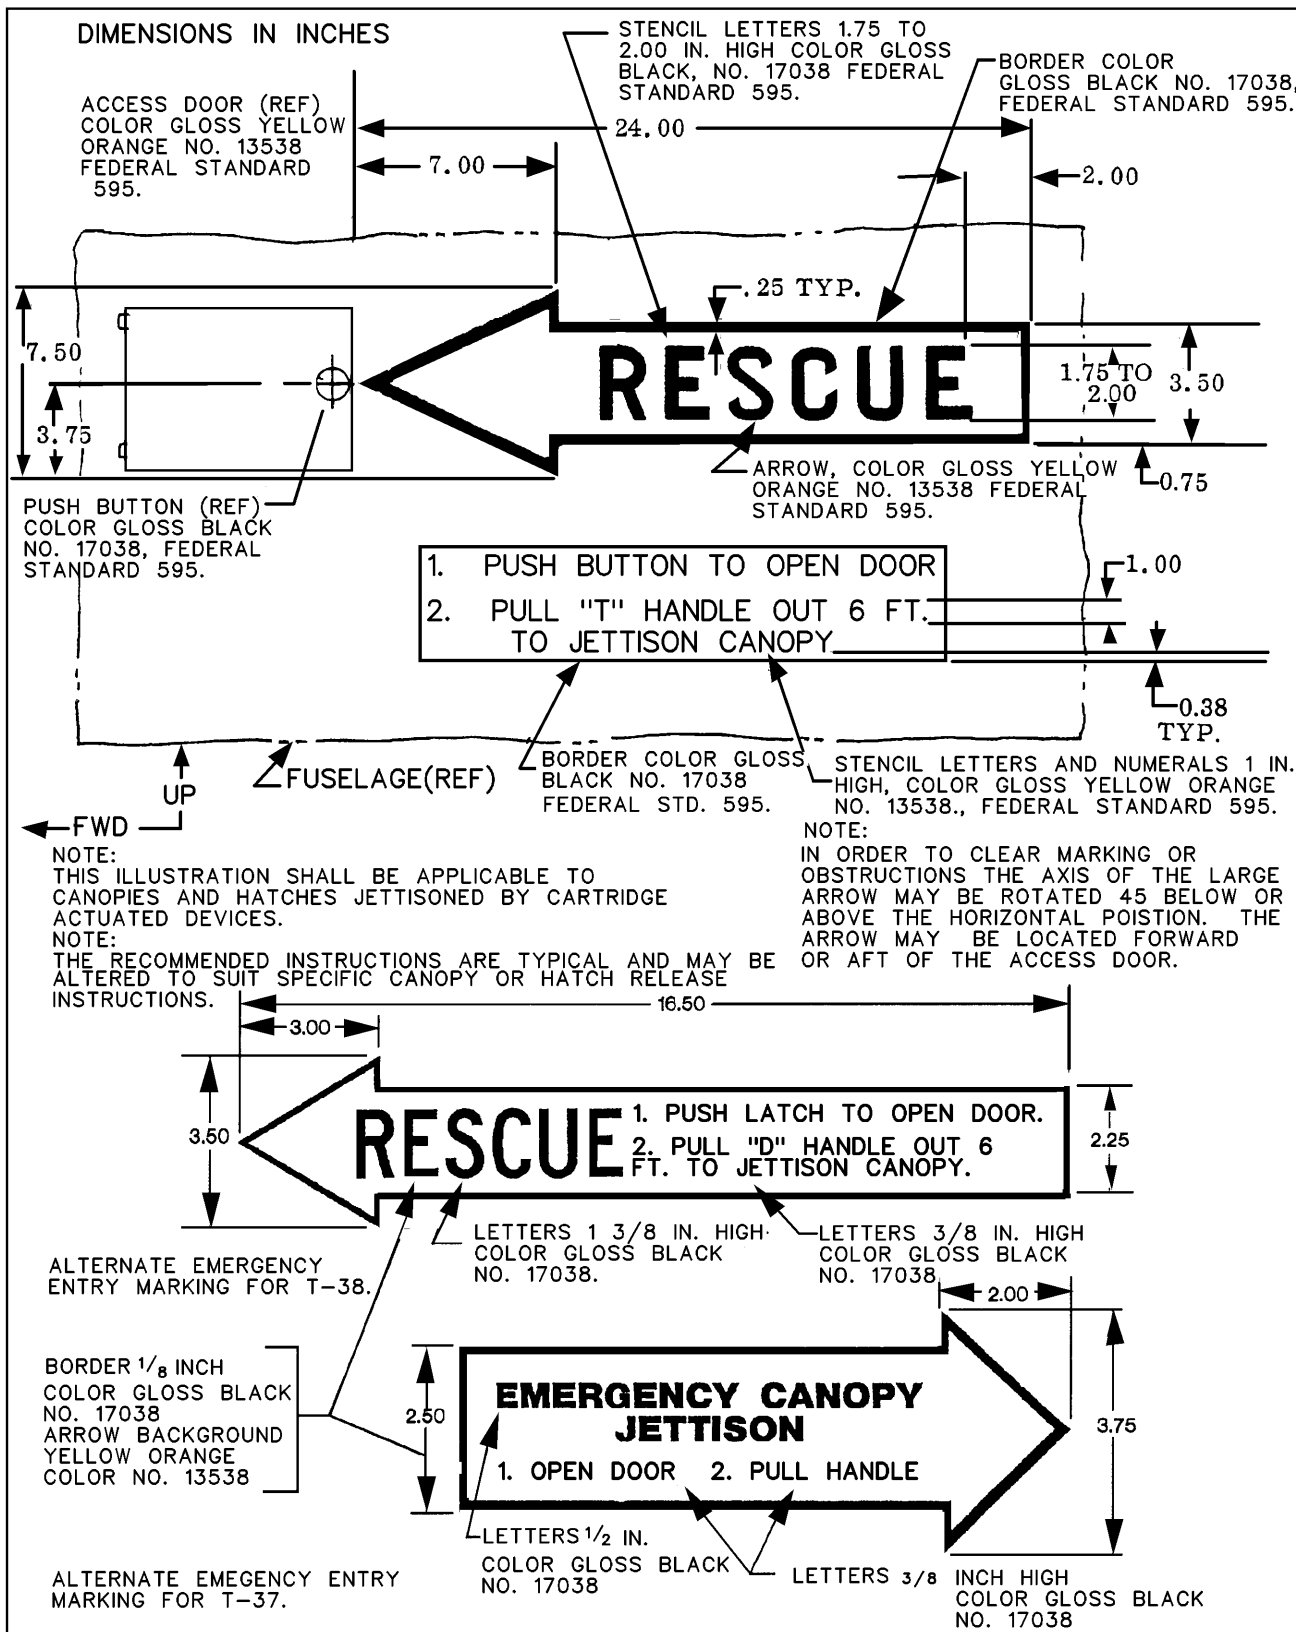 DIMENSIONS IN INCHES
STENCIL LETTERS 1.75 TO
2.00 IN. HIGH COLOR GLOSS
BLACK, NO. 17038 FEDERAL
STANDARD 595.
BORDER COLOR
GLOSS BLACK NO. 17038,
FEDERAL STANDARD 595.
ACCESS DOOR (REF)
COLOR GLOSS YELLOW
ORANGE NO. 13538
FEDERAL STANDARD
595.
24.00
7.00
2.00
.25 TYP.
7.50
3.75
RESCUE
1.75 TO
2.00
3.50
0.75
ARROW, COLOR GLOSS YELLOW
ORANGE NO. 13538 FEDERAL
STANDARD 595.
PUSH BUTTON (REF)
COLOR GLOSS BLACK
NO. 17038, FEDERAL
STANDARD 595.
1. PUSH BUTTON TO OPEN DOOR
2. PULL "T" HANDLE OUT 6 FT.
TO JETTISON CANOPY
1.00
0.38
TYP.
BORDER COLOR GLOSS
BLACK NO. 17038
FEDERAL STD. 595.
STENCIL LETTERS AND NUMERALS 1 IN.
HIGH, COLOR GLOSS YELLOW ORANGE
NO. 13538., FEDERAL STANDARD 595.
FUSELAGE(REF)
UP
FWD
NOTE:
THIS ILLUSTRATION SHALL BE APPLICABLE TO
CANOPIES AND HATCHES JETTISONED BY CARTRIDGE
ACTUATED DEVICES.
NOTE:
THE RECOMMENDED INSTRUCTIONS ARE TYPICAL AND MAY BE
ALTERED TO SUIT SPECIFIC CANOPY OR HATCH RELEASE
INSTRUCTIONS.
NOTE:
IN ORDER TO CLEAR MARKING OR
OBSTRUCTIONS THE AXIS OF THE LARGE
ARROW MAY BE ROTATED 45 BELOW OR
ABOVE THE HORIZONTAL POISTION. THE
ARROW MAY BE LOCATED FORWARD
OR AFT OF THE ACCESS DOOR.
16.50
3.00
3.50
RESCUE
1. PUSH LATCH TO OPEN DOOR.
2. PULL "D" HANDLE OUT 6
FT. TO JETTISON CANOPY.
2.25
LETTERS 1 3/8 IN. HIGH
COLOR GLOSS BLACK
NO. 17038.
LETTERS 3/8 IN. HIGH
COLOR GLOSS BLACK
NO. 17038
ALTERNATE EMERGENCY
ENTRY MARKING FOR T-38.
2.00
BORDER 1/8 INCH
COLOR GLOSS BLACK
NO. 17038
ARROW BACKGROUND
YELLOW ORANGE
COLOR NO. 13538
2.50
EMERGENCY CANOPY
JETTISON
1. OPEN DOOR 2. PULL HANDLE
3.75
LETTERS 1/2 IN.
COLOR GLOSS BLACK
NO. 17038
LETTERS 3/8 INCH HIGH
COLOR GLOSS BLACK
NO. 17038
ALTERNATE EMEGENCY ENTRY
MARKING FOR T-37.